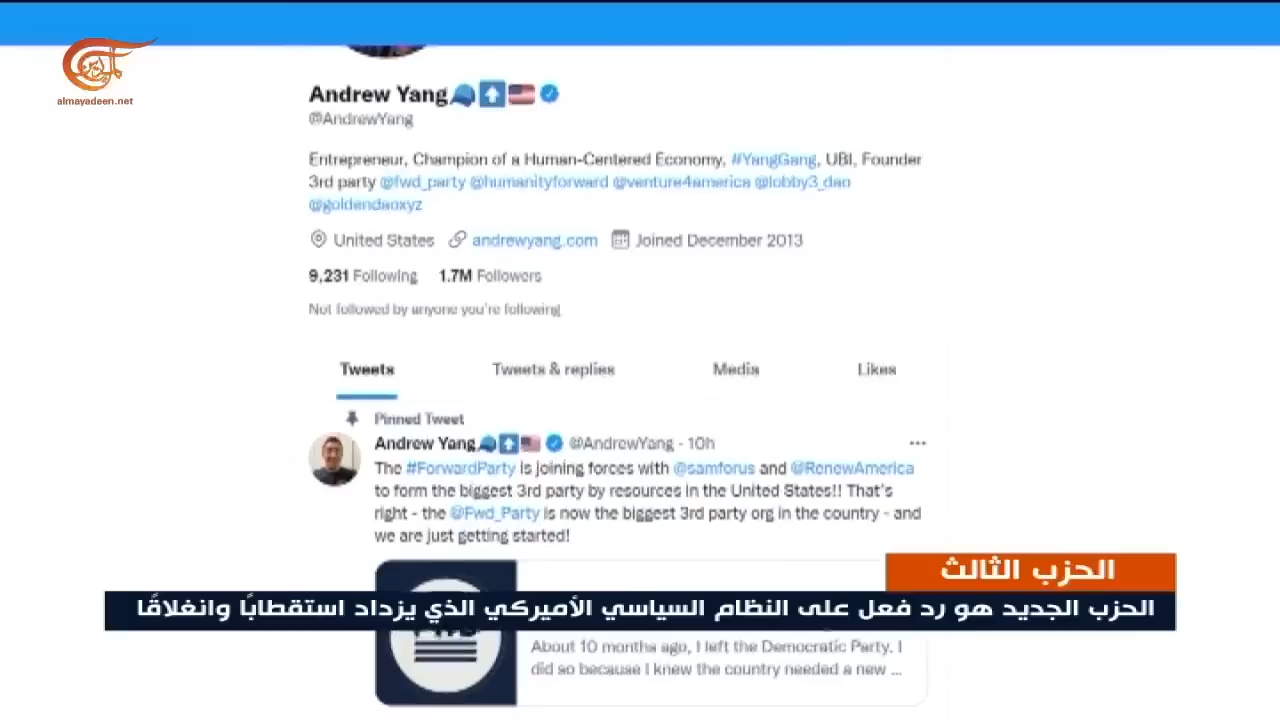 almayadeen.net
Andrew Yang
@AndrewYang
Entrepreneur, Champion of a Human-Centered Economy, #YangGang, UBI, Founder
3rd party @fwd_party @humanityforward @venture4america @lobby3_dao
@goldendaoxyz
United States andrewyang.com Joined December 2013
9,231 Following 1.7M Followers
Not followed by anyone you're following
Tweets Tweets & replies Media Likes
Pinned Tweet
Andrew Yang @AndrewYang - 10h
The #ForwardParty is joining forces with @samforus and @RenewAmerica
to form the biggest 3rd party by resources in the United States!! That's
right - the @Fwd_Party is now the biggest 3rd party org in the country - and
we are just getting started!
الحزب الثالث
الحزب الجديد هو رد فعل على النظام السياسي الأميركي الذي يزداد استقطابًا وانغلاقًا
About 10 months ago, I left the Democratic Party. I
did so because I knew the country needed a new ...